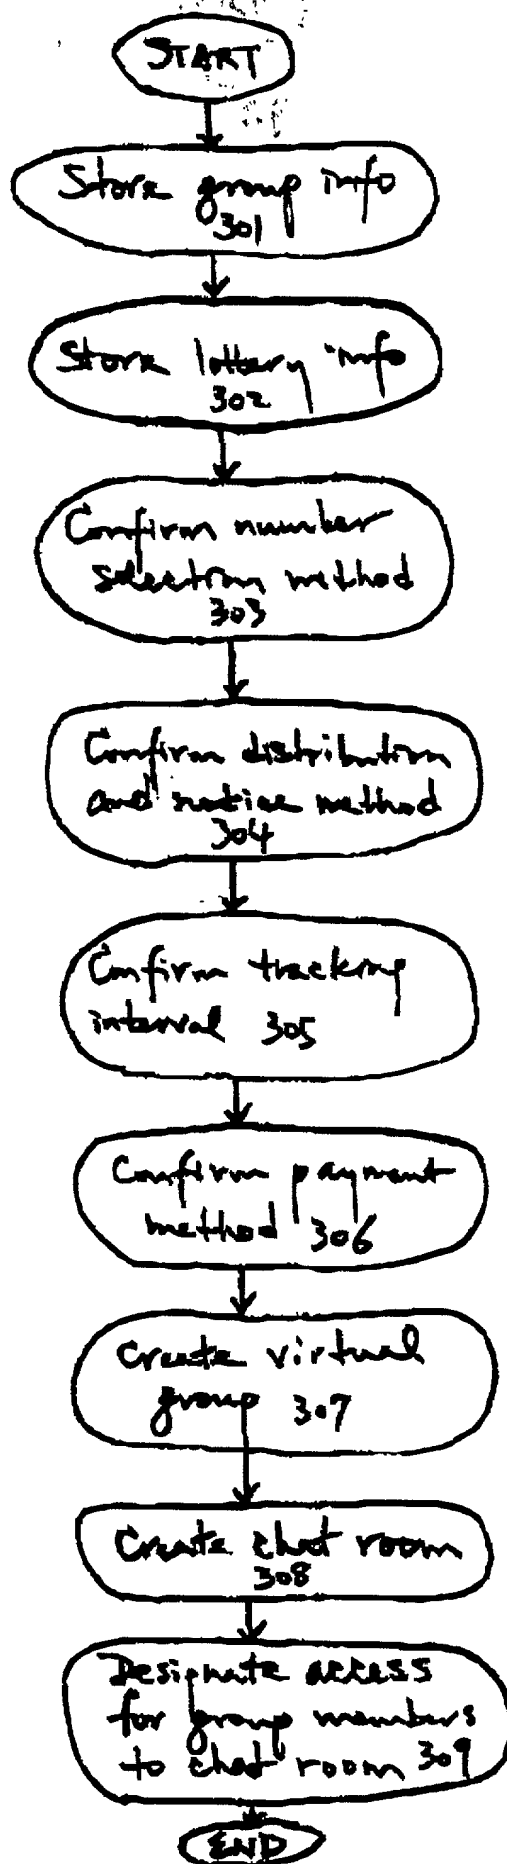 START
Store group info
301
Store lottery info
302
Confirm number
selection method
303
Confirm distribution
and notice method
304
Confirm tracking
interval 305
Confirm payment
method 306
Create virtual
group 307
Create chat room
308
Designate access
for group members
to chat room 309
END